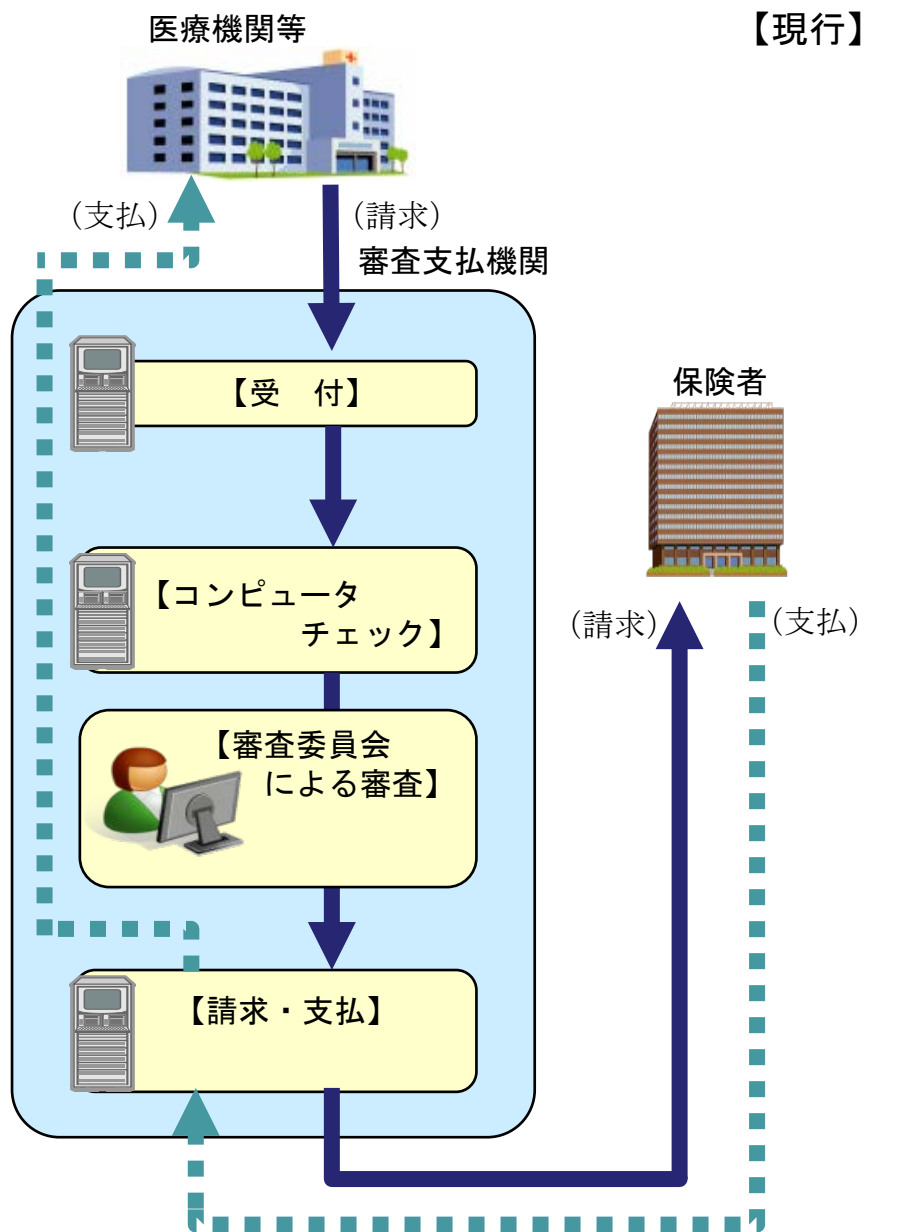 医療機関等
【現行】
(支払)
(請求)
審査支払機関
【受　付】
保険者
【コンピュータ
チェック】
(請求)
(支払)
【審査委員会
による審査】
【請求・支払】